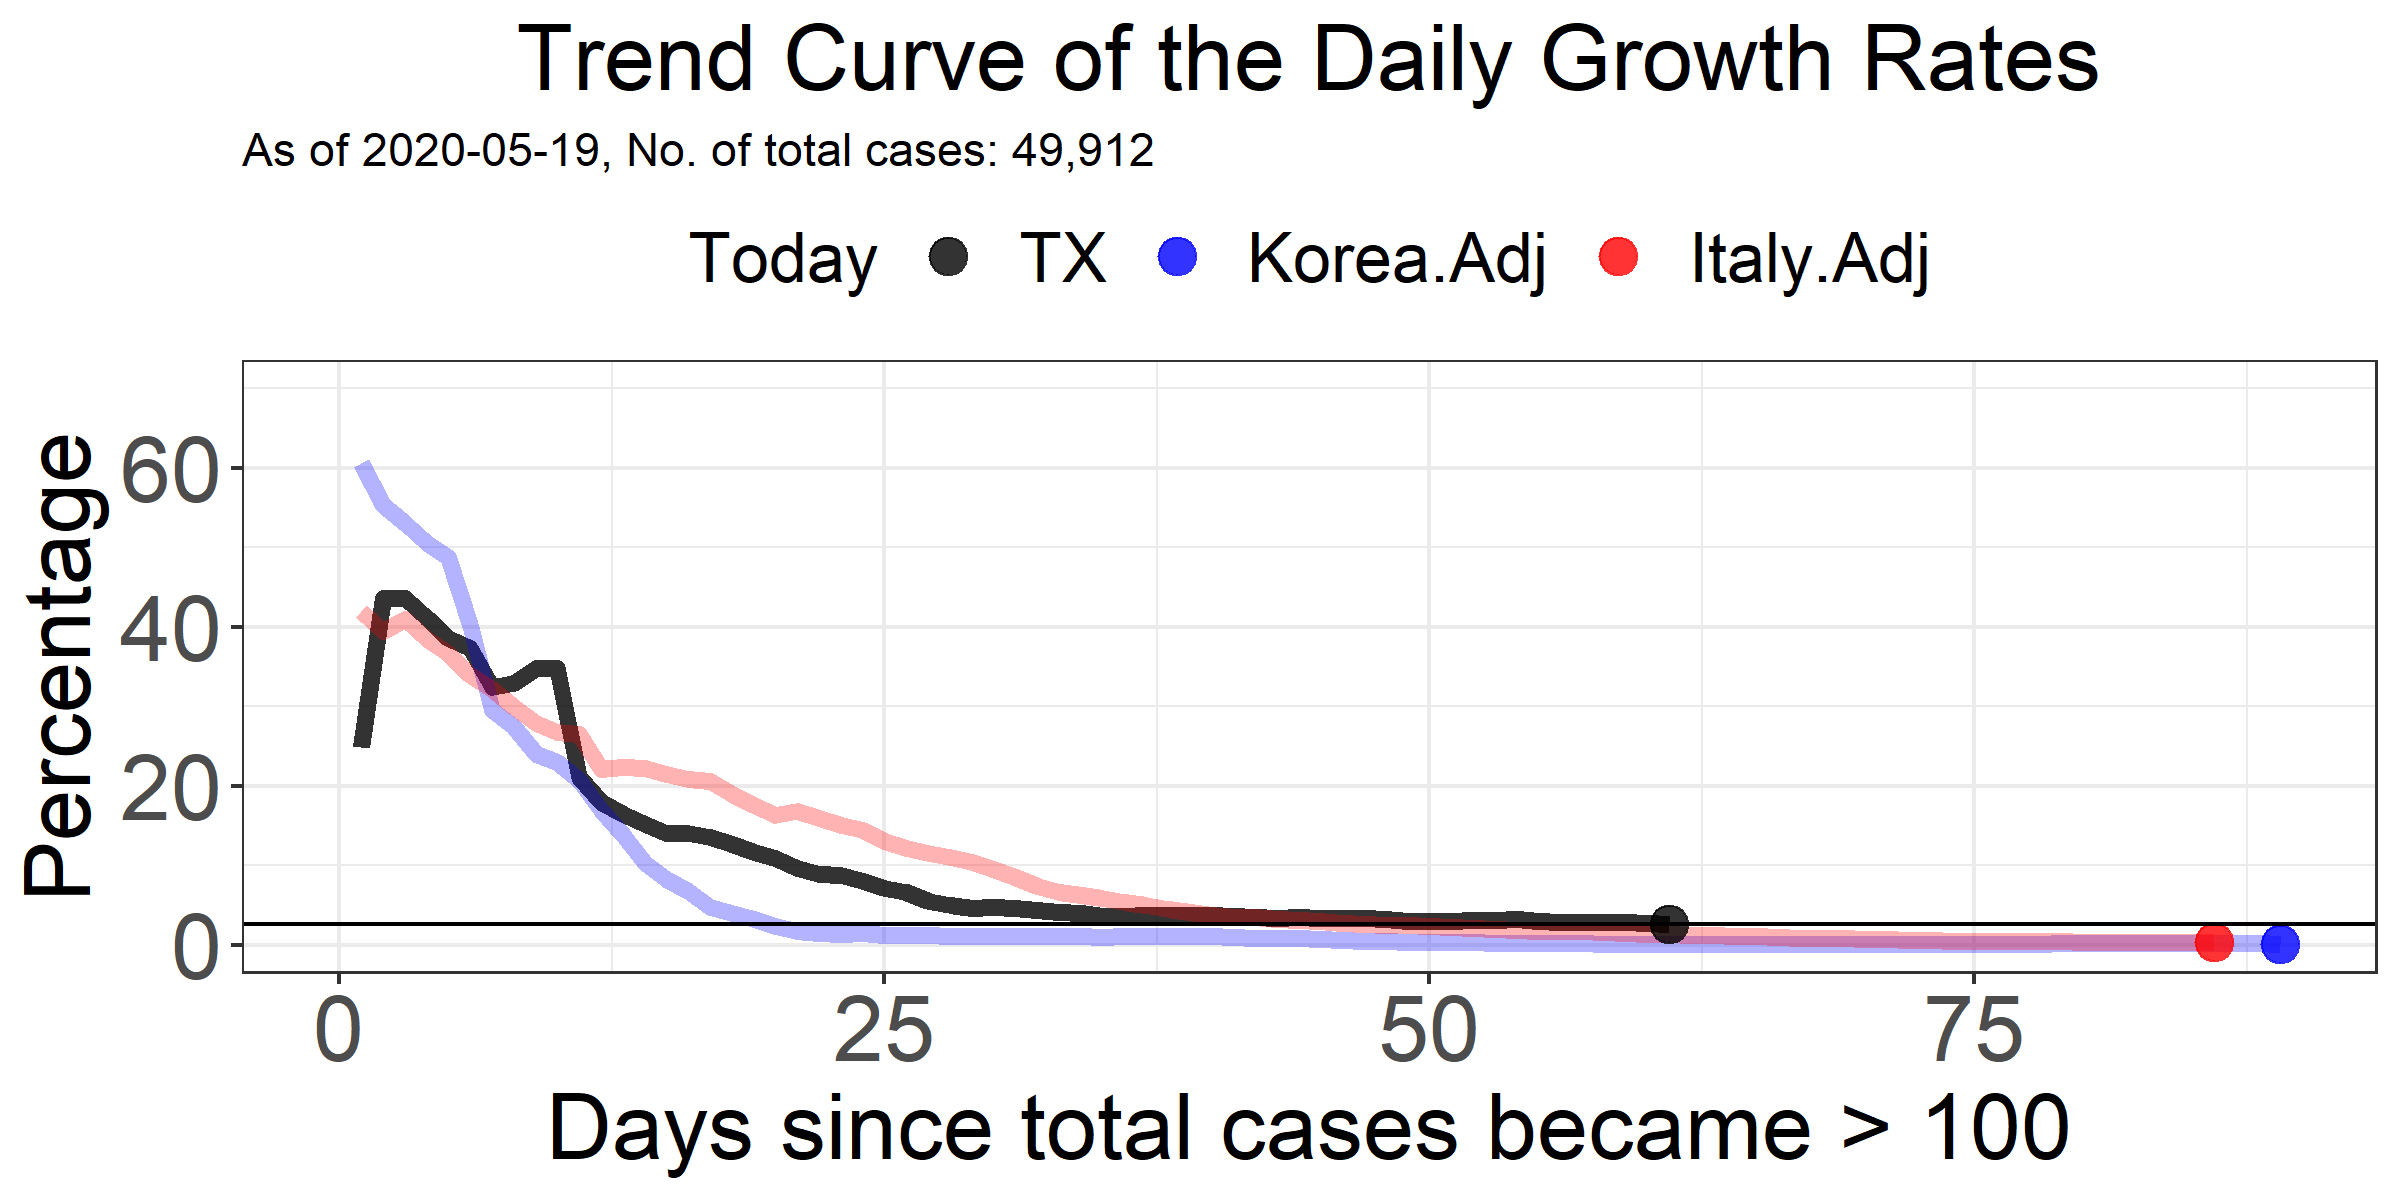 Trend Curve of the Daily Growth Rates
As of 2020-05-19, No. of total cases: 49,912
Today TX Korea.Adj Italy.Adj
Percentage
60
40
20
0
0 25 50 75
Days since total cases became > 100